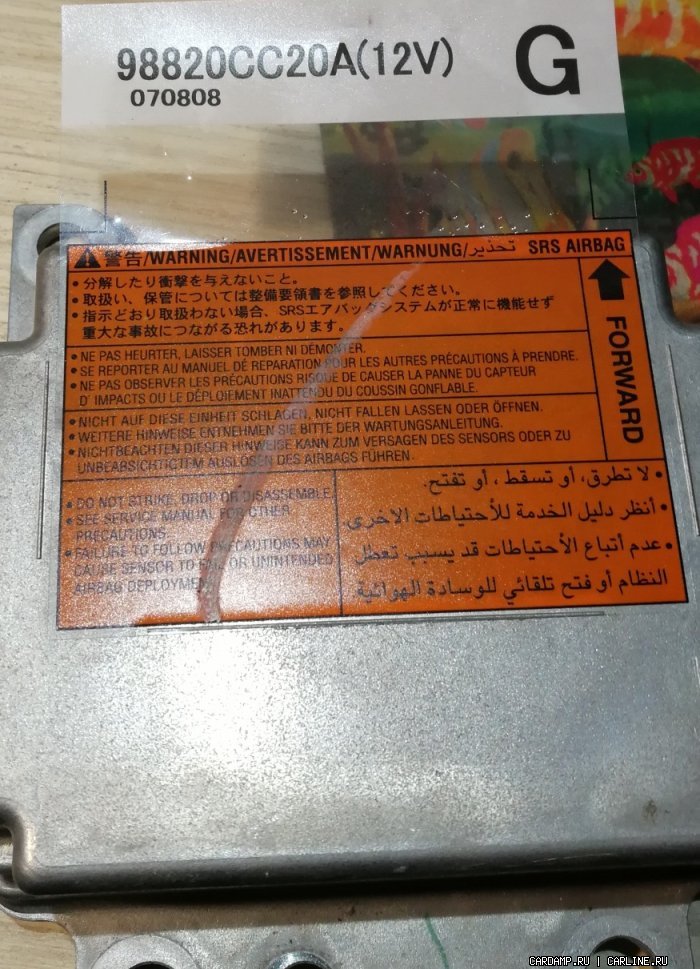 98820CC20A(12V)
G
070808
警告/WARNING/AVERTISSEMENT/WARNUNG/تحذير SRS AIRBAG
• 分解したり衝撃を与えないこと。
• 取扱い、保管については整備要領書を参照してください。
• 指示どおり取扱わない場合、SRSエアバッグシステムが正常に機能せず
重大な事故につながる恐れがあります。
FORWARD
• NE PAS HEURTER, LAISSER TOMBER NI DÉMONTER.
• SE REPORTER AU MANUEL DE RÉPARATION POUR LES AUTRES PRÉCAUTIONS À PRENDRE.
• NE PAS OBSERVER LES PRÉCAUTIONS RISQUE DE CAUSER LA PANNE DU CAPTEUR
D' IMPACTS OU LE DÉPLOIEMENT INATTENDU DU COUSSIN GONFLABLE.
• NICHT AUF DIESE EINHEIT SCHLAGEN, NICHT FALLEN LASSEN ODER ÖFFNEN.
• WEITERE HINWEISE ENTNEHMEN SIE BITTE DER WARTUNGSANLEITUNG.
• NICHTBEACHTEN DIESER HINWEISE KANN ZUM VERSAGEN DES SENSORS ODER ZU
UNBEABSICHTIGTEM AUSLÖSEN DES AIRBAGS FÜHREN.
• DO NOT STRIKE, DROP OR DISASSEMBLE.
• SEE SERVICE MANUAL FOR OTHER
PRECAUTIONS.
• FAILURE TO FOLLOW PRECAUTIONS MAY
CAUSE SENSOR TO FAIL OR UNINTENDED
AIRBAG DEPLOYMENT.
• لا تطرق، أو تسقط ، أو تفتح.
• أنظر دليل الخدمة للأحتياطات الاخرى
• عدم أتباع الأحتياطات قد يسبب تعطل
النظام أو فتح تلقائي للوسادة الهوائية
CARDAMP.RU | CARLINE.RU